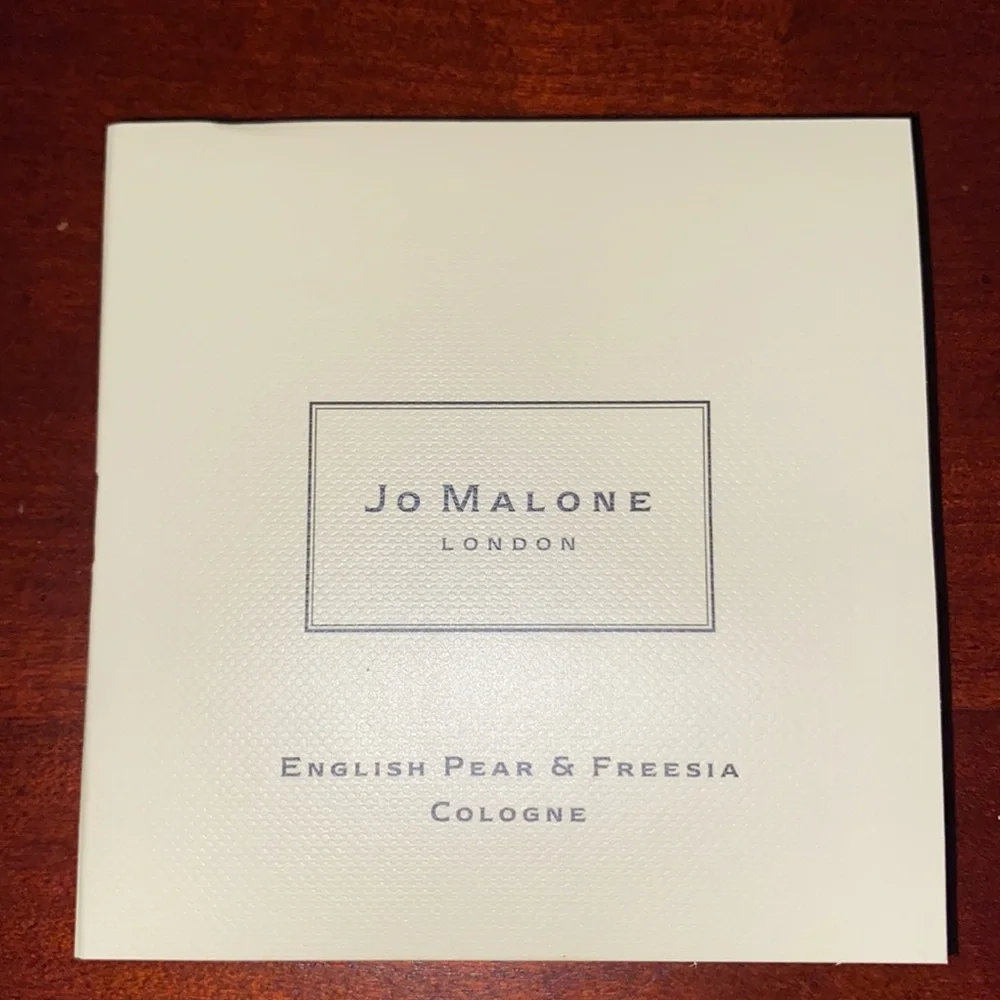 Jo Malone
LONDON
English Pear & Freesia
Cologne